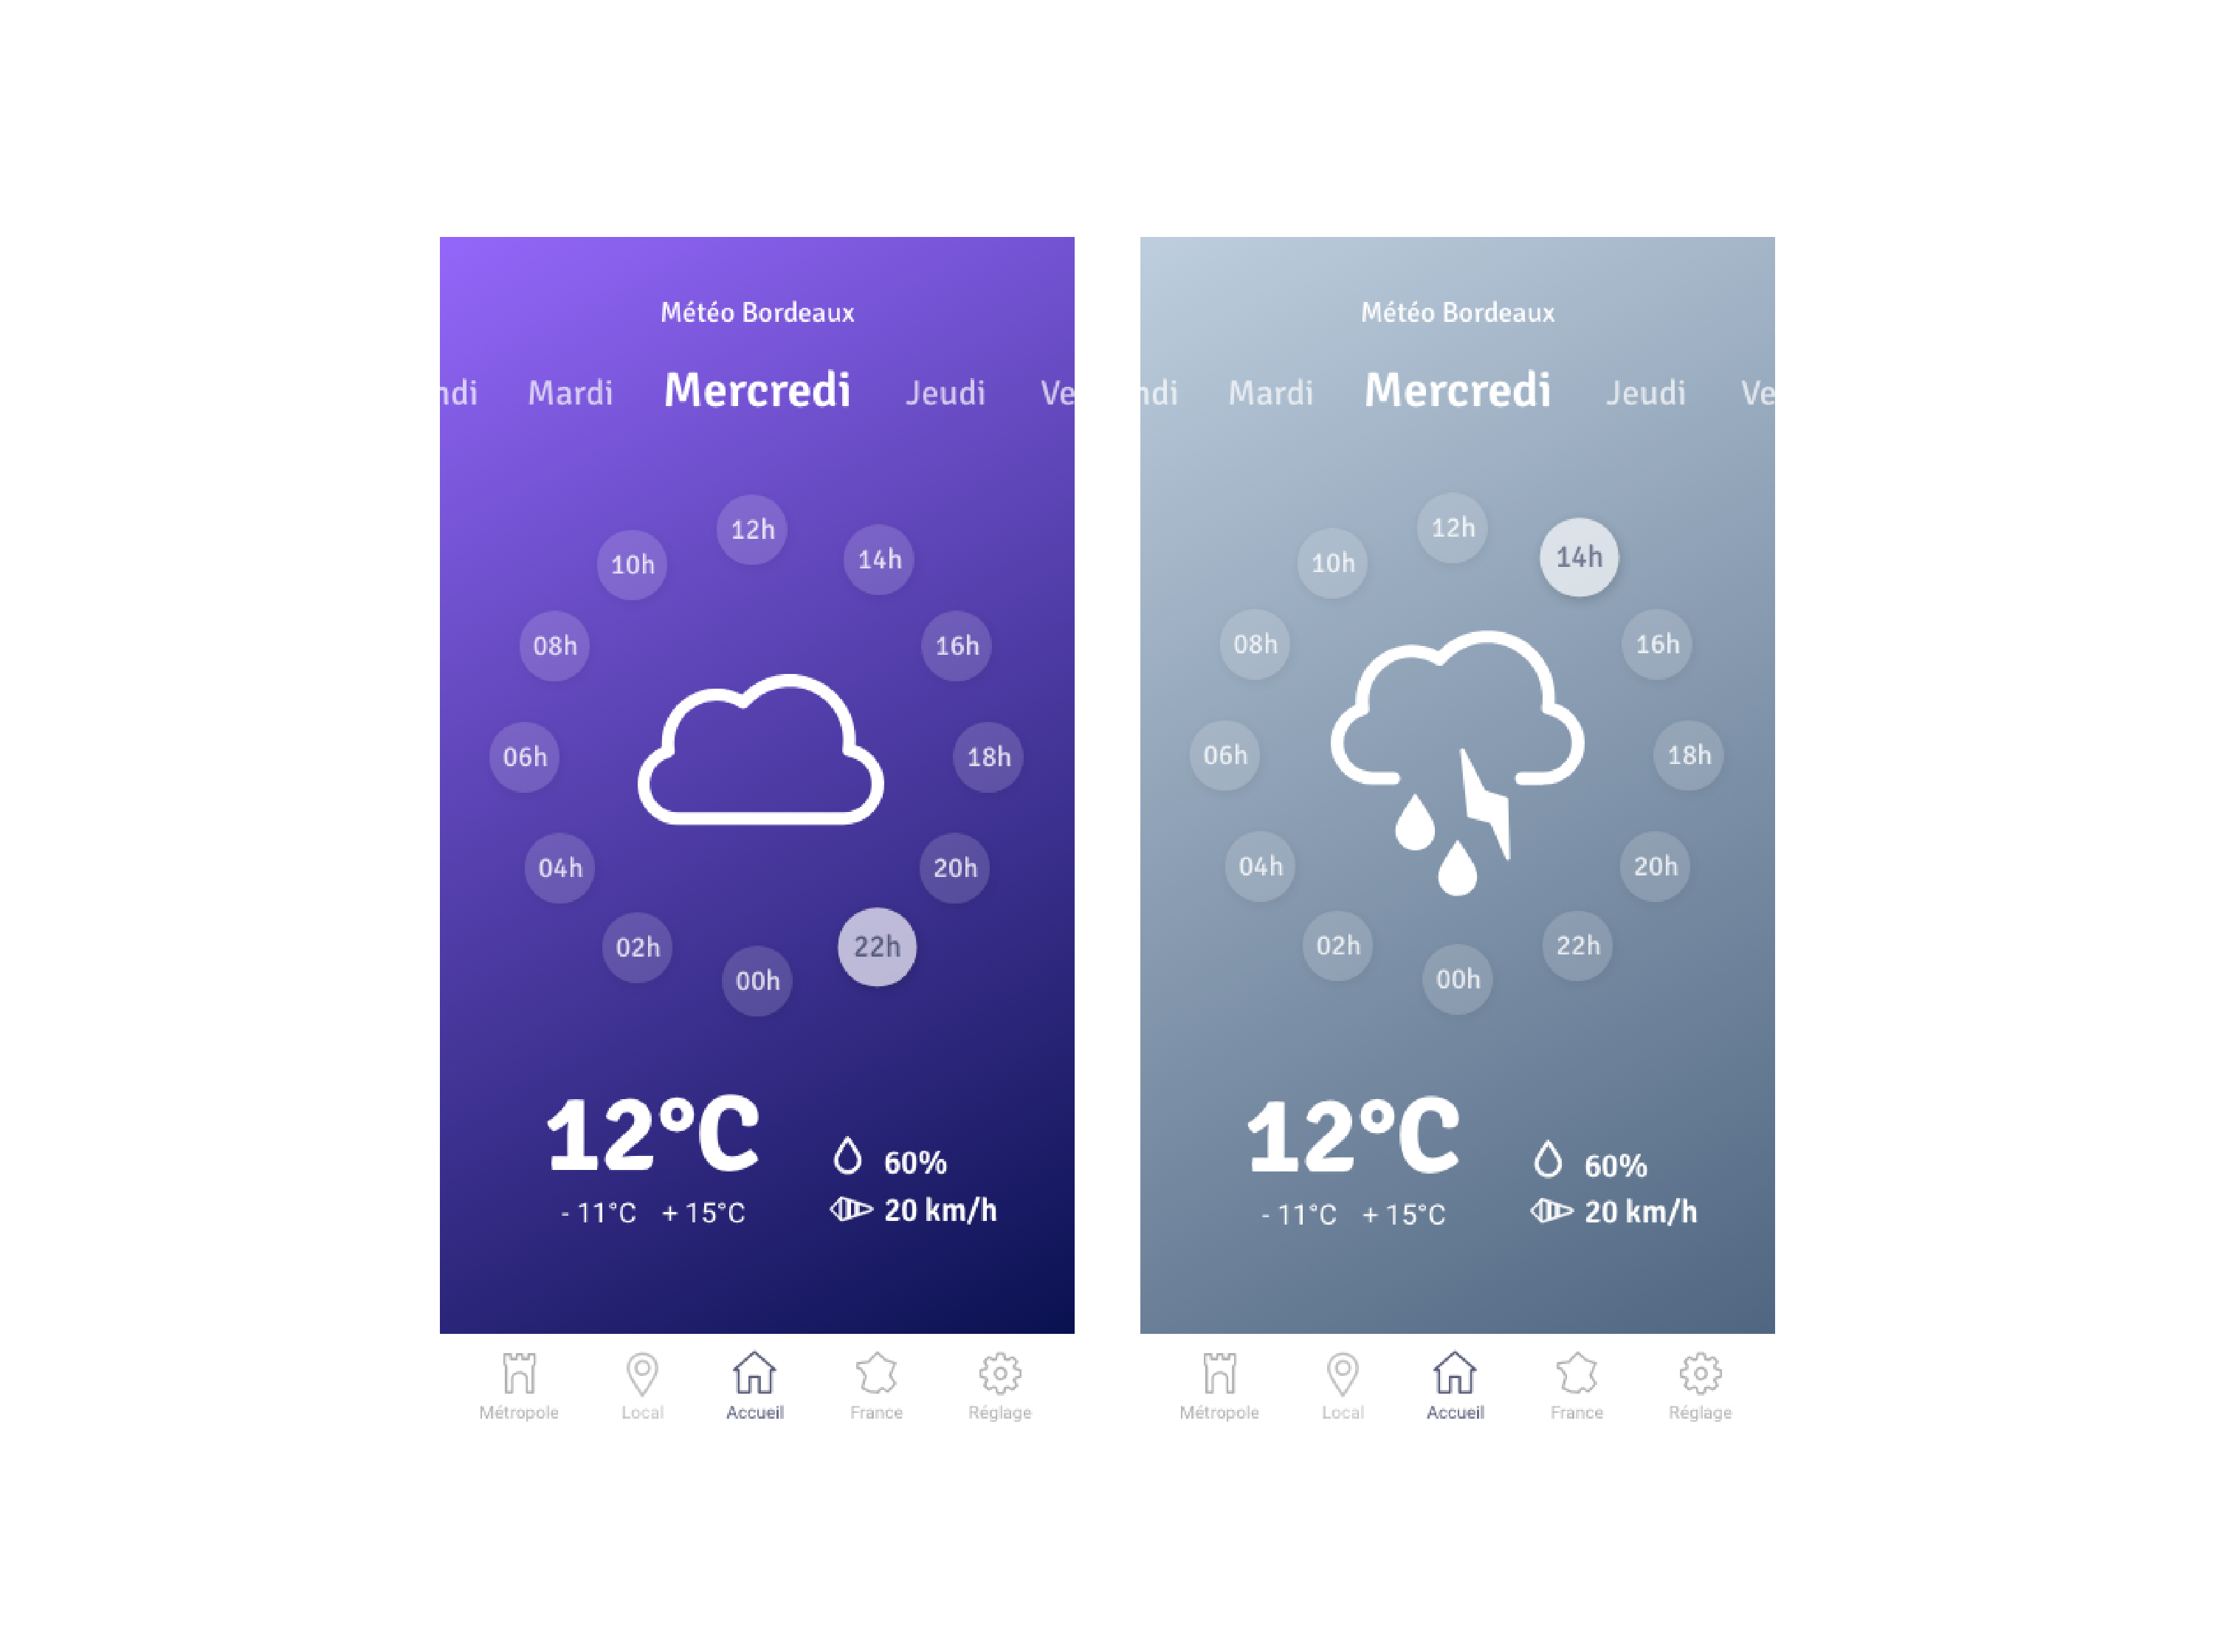 Météo Bordeaux
ndi Mardi Mercredi Jeudi Ve
12h
10h
14h
08h
16h
06h
18h
04h
20h
02h
22h
00h
12°C
60%
- 11°C + 15°C
20 km/h
Métropole Local Accueil France Réglage
Météo Bordeaux
ndi Mardi Mercredi Jeudi Ve
12h
14h
10h
08h
16h
06h
18h
04h
20h
02h
22h
00h
12°C
60%
- 11°C + 15°C
20 km/h
Métropole Local Accueil France Réglage